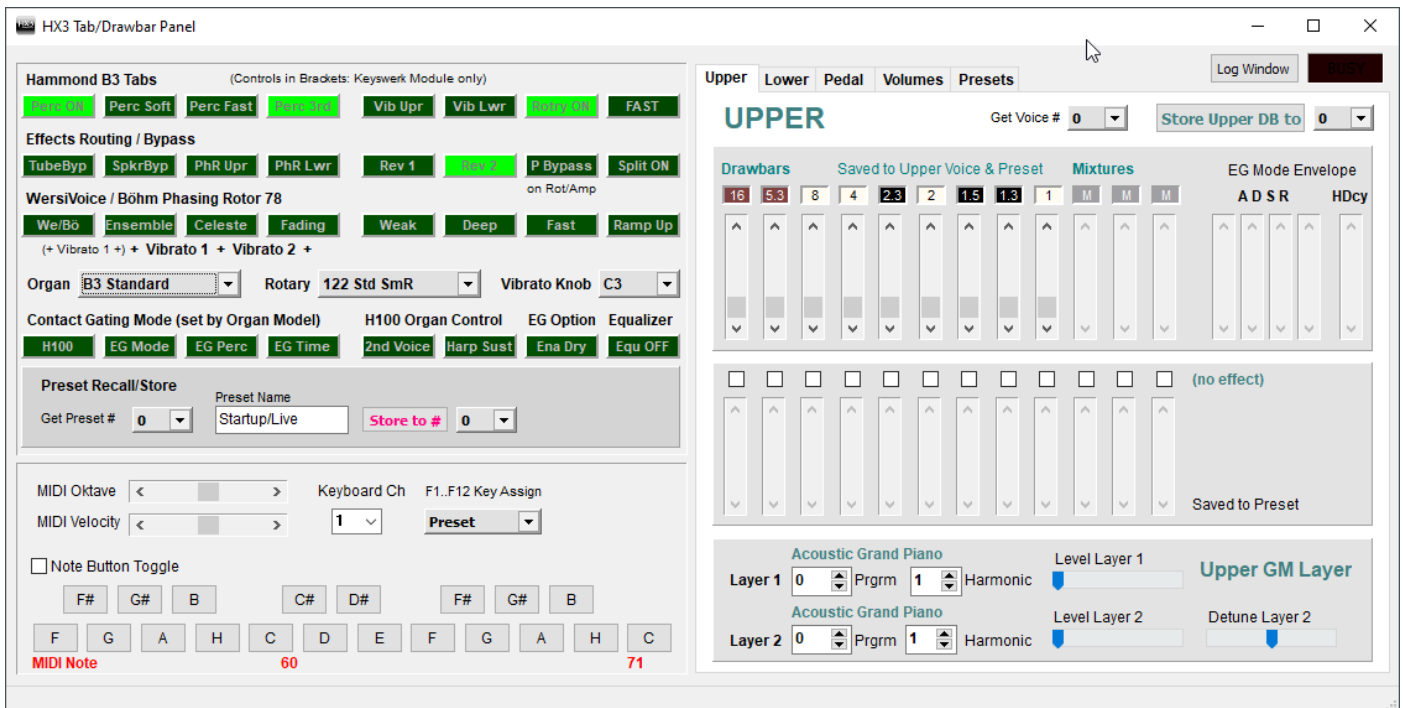 HX3 Tab/Drawbar Panel
Hammond B3 Tabs (Controls in Brackets: Keyswerk Module only)
Perc ON Perc Soft Perc Fast Perc 3rd Vib Upr Vib Lwr Rotry ON FAST
Effects Routing / Bypass
TubeByp SpkrByp PhR Upr PhR Lwr Rev 1 Rev 2 P Bypass Split ON
on Rot/Amp
WersiVoice / Böhm Phasing Rotor 78
We/Bö Ensemble Celeste Fading Weak Deep Fast Ramp Up
(+ Vibrato 1 +) + Vibrato 1 + Vibrato 2 +
Organ B3 Standard Rotary 122 Std SmR Vibrato Knob C3
Contact Gating Mode (set by Organ Model) H100 Organ Control EG Option Equalizer
H100 EG Mode EG Perc EG Time 2nd Voice Harp Sust Ena Dry Equ OFF
Preset Recall/Store
Preset Name
Get Preset # 0 Startup/Live Store to # 0
MIDI Oktave Keyboard Ch F1..F12 Key Assign
MIDI Velocity 1 Preset
Note Button Toggle
F# G# B C# D# F# G# B
F G A H C D E F G A H C
MIDI Note 60 71
Log Window BUSY
Upper Lower Pedal Volumes Presets
UPPER Get Voice # 0 Store Upper DB to 0
Drawbars Saved to Upper Voice & Preset Mixtures EG Mode Envelope
16 5.3 8 4 2.3 2 1.5 1.3 1 M M M A D S R HDcy
(no effect)
Saved to Preset
Acoustic Grand Piano Level Layer 1
Layer 1 0 Prgrm 1 Harmonic Upper GM Layer
Acoustic Grand Piano Level Layer 2 Detune Layer 2
Layer 2 0 Prgrm 1 Harmonic